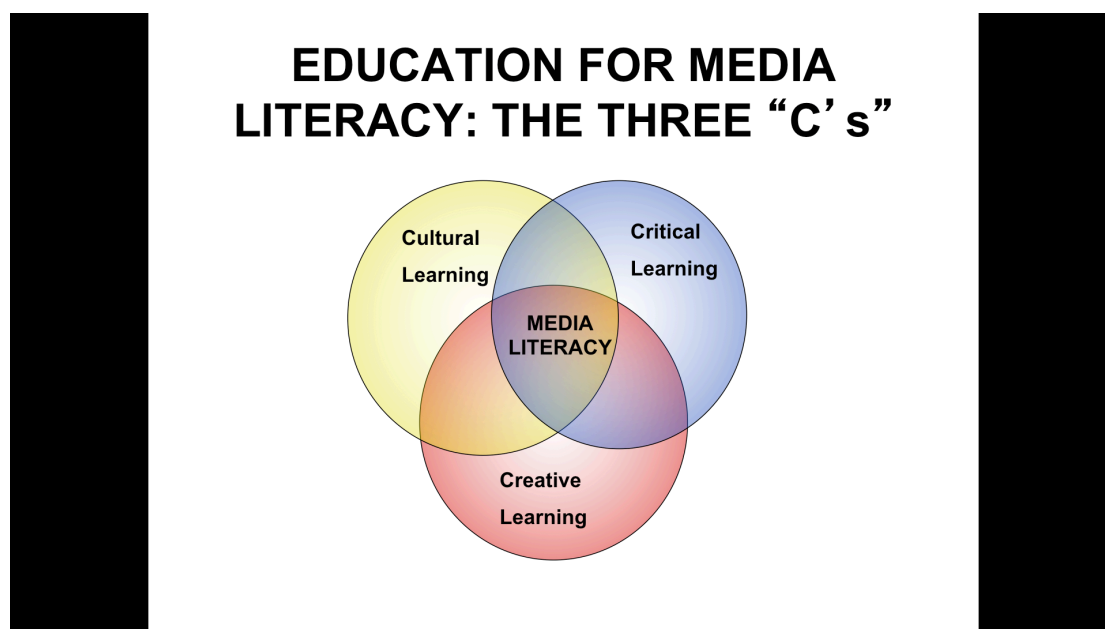 EDUCATION FOR MEDIA
LITERACY: THE THREE “C’s”
Cultural
Learning
Critical
Learning
MEDIA
LITERACY
Creative
Learning